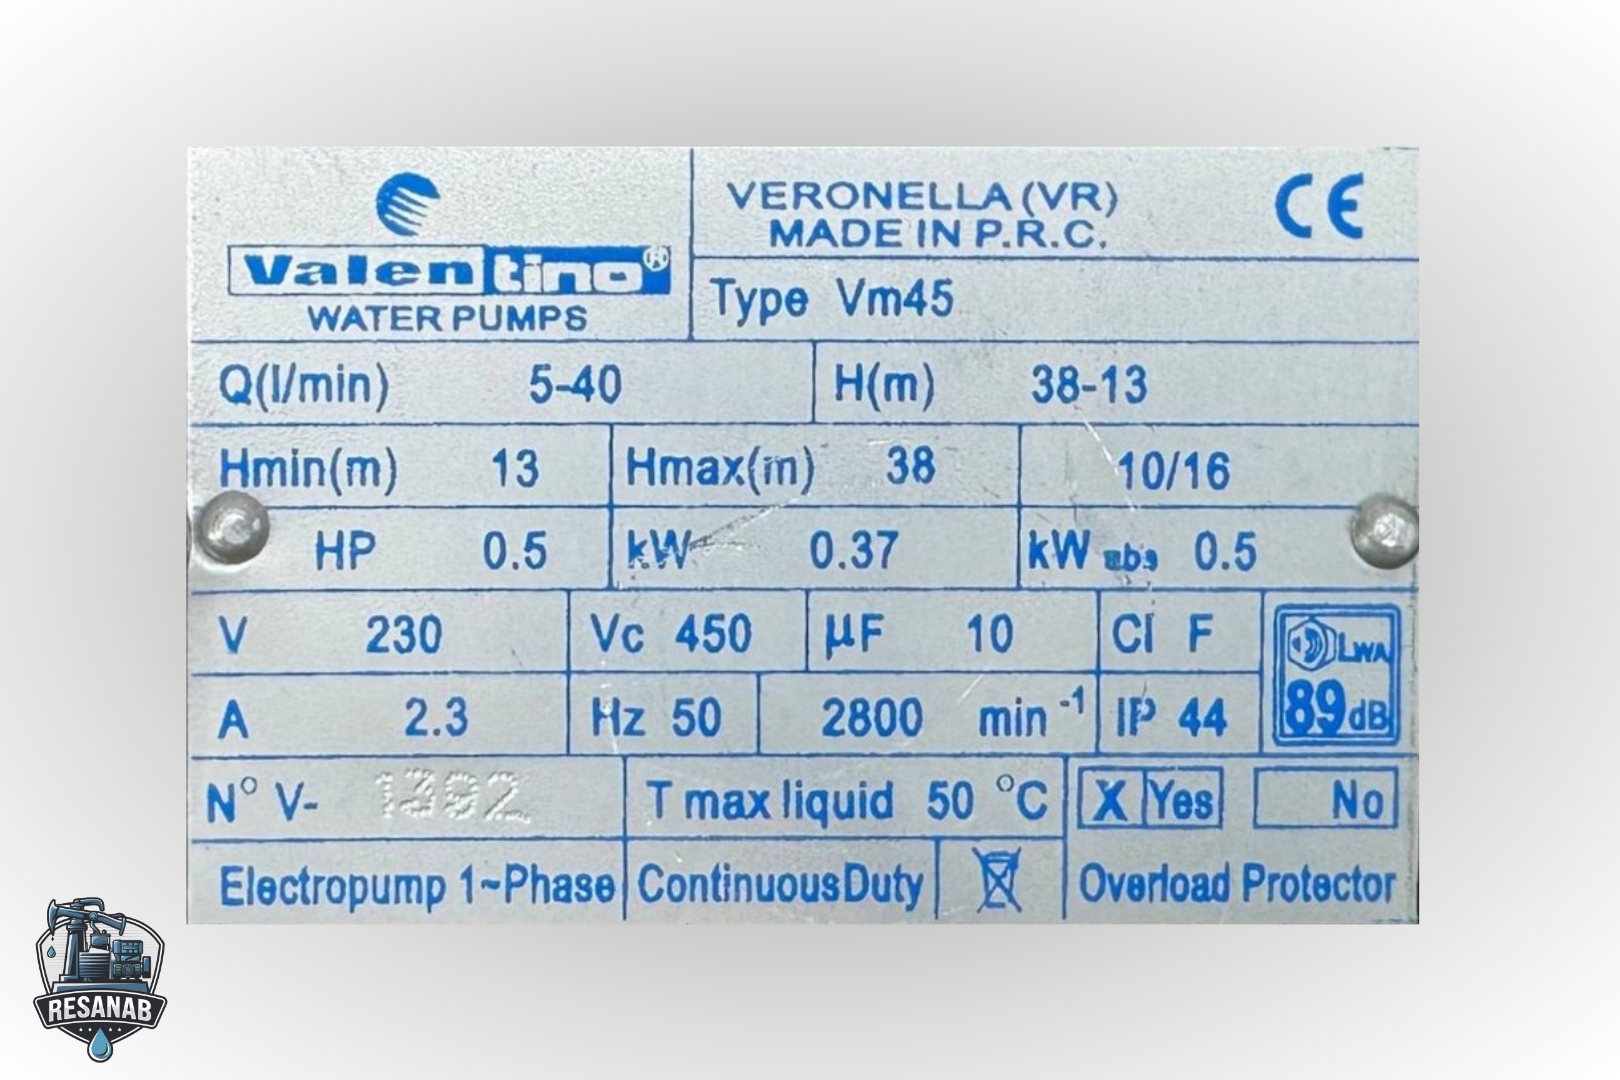 Valentino®
WATER PUMPS
VERONELLA (VR)
MADE IN P.R.C.
CE
Type Vm45
Q(l/min) 5-40 H(m) 38-13
Hmin(m) 13 Hmax(m) 38 10/16
HP 0.5 kW 0.37 kW abs 0.5
V 230 Vc 450 µF 10 Cl F
LWA
89dB
A 2.3 Hz 50 2800 min⁻¹ IP 44
N° V- 1392 T max liquid 50 °C X Yes No
Electropump 1~Phase Continuous Duty Overload Protector
RESANAB